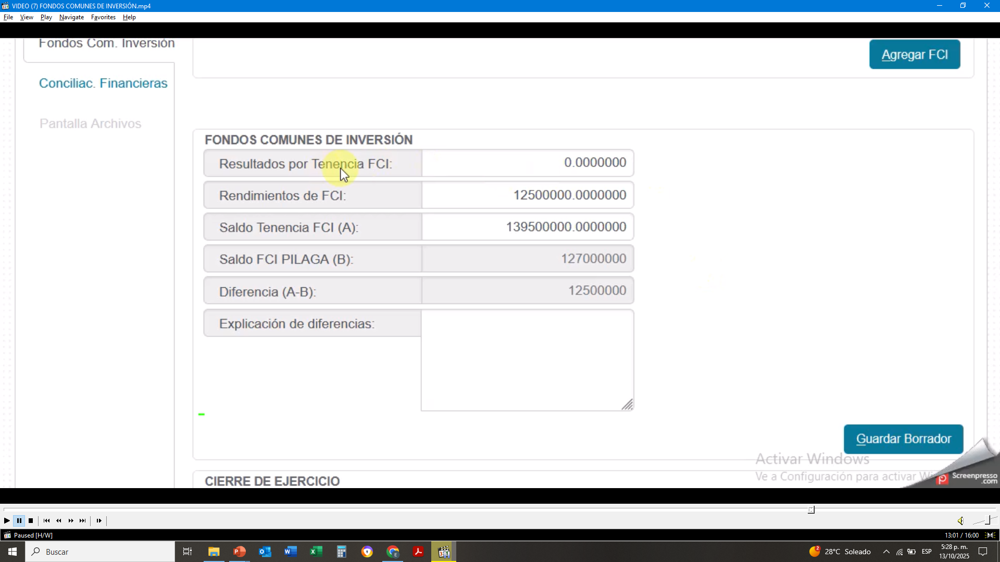 VIDEO (7) FONDOS COMUNES DE INVERSIÓN.mp4
File View Play Navigate Favorites Help
Fondos Com. Inversión
Agregar FCI
Conciliac. Financieras
Pantalla Archivos
FONDOS COMUNES DE INVERSIÓN
Resultados por Tenencia FCI: 0.0000000
Rendimientos de FCI: 12500000.0000000
Saldo Tenencia FCI (A): 139500000.0000000
Saldo FCI PILAGA (B): 127000000
Diferencia (A-B): 12500000
Explicación de diferencias:
Guardar Borrador
Activar Windows
Ve a Configuración para activar Wi
Screenpresso
.com
CIERRE DE EJERCICIO
Paused [H/W]
13:01 / 16:00
Buscar
2
28°C Soleado
ESP
5:28 p. m.
13/10/2025